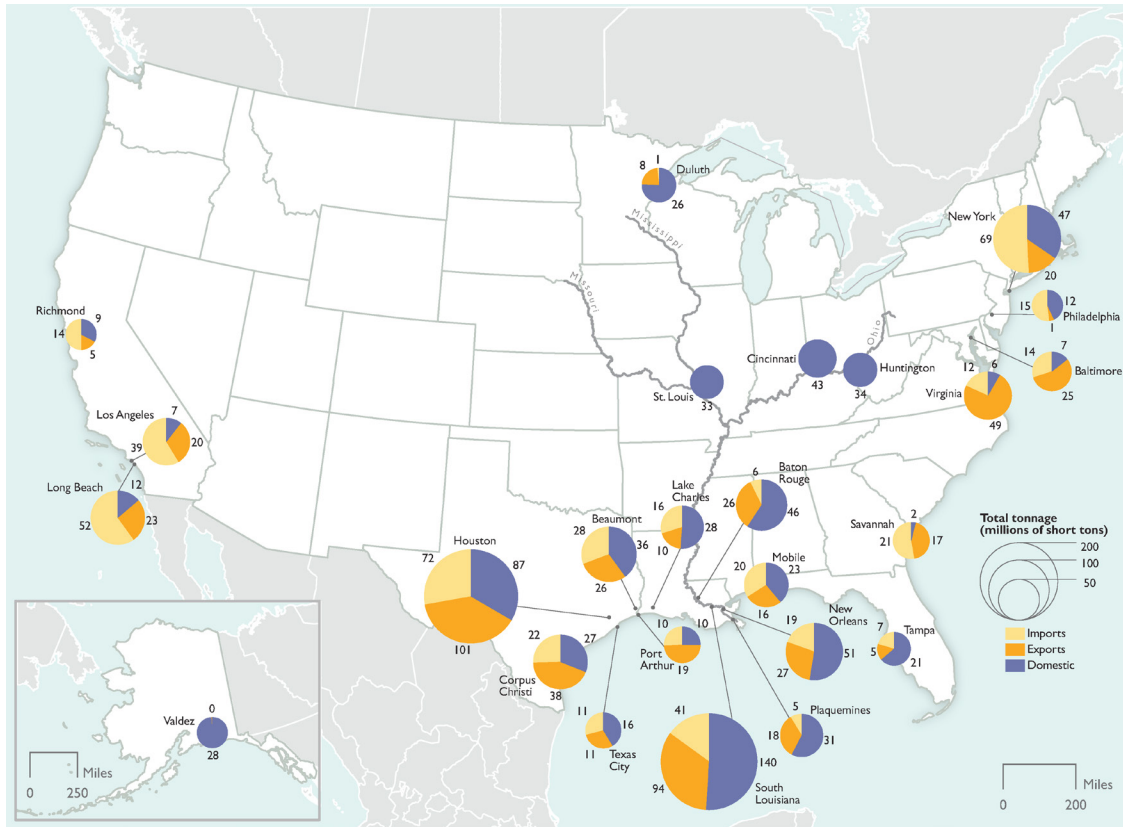 1
8
Duluth
26
Mississippi
Missouri
New York
47
69
20
Richmond
9
14
5
15
12
Philadelphia
1
Ohio
Cincinnati
43
Huntington
34
14
7
Baltimore
25
12
6
Virginia
49
St. Louis
33
Los Angeles
7
39
20
Long Beach
12
52
23
6
Baton
Rouge
26
46
Lake
Charles
16
28
10
Beaumont
28
36
26
Savannah
2
21
17
Total tonnage
(millions of short tons)
200
100
50
Imports
Exports
Domestic
Houston
72
87
101
Mobile
20
23
16
New
Orleans
19
51
27
7
Tampa
5
21
10
10
Port
Arthur
19
22
27
Corpus
Christi
38
11
16
11
Texas
City
41
140
94
South
Louisiana
5
Plaquemines
18
31
Valdez
0
28
Miles
0
250
Miles
0
200